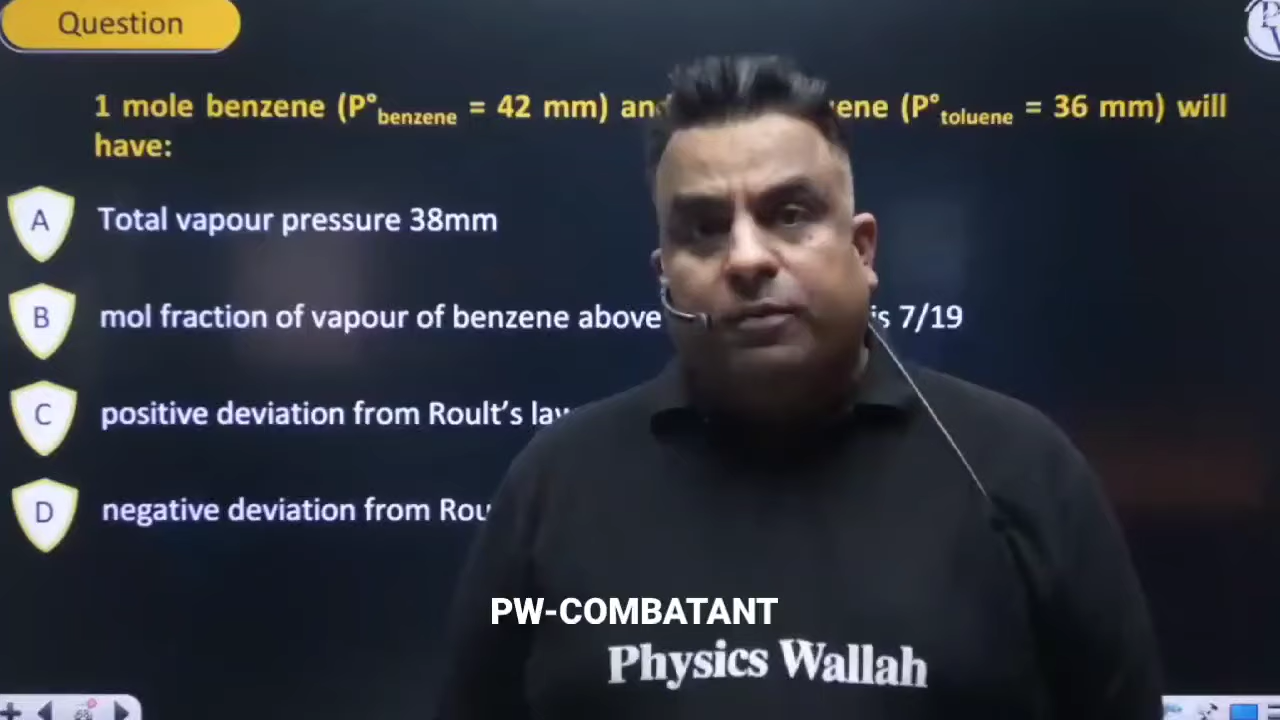 Question
1 mole benzene (P°benzene = 42 mm) and ene (P°toluene = 36 mm) will
have:
A Total vapour pressure 38mm
B mol fraction of vapour of benzene above is 7/19
C positive deviation from Roult's law
D negative deviation from Rou
PW-COMBATANT
Physics Wallah